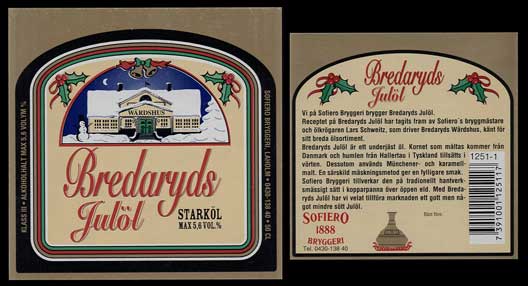 KLASS III • ALKOHOLHALT MAX 5,6 VOLYM %
WÄRDSHUS
Bredaryds
Julöl
STARKÖL
MAX 5,6 VOL.%
SOFIERO BRYGGERI, LAHOLM • 0430-138 40 • 50 CL
Bredaryds
Julöl
Vi på Sofiero Bryggeri brygger Bredaryds Julöl.
Receptet på Bredaryds Julöl har tagits fram av Sofiero´s bryggmästare
och ölkrögaren Lars Schweitz, som driver Bredaryds Wärdshus, känt för
sitt breda ölsortiment.
Bredaryds Julöl är ett underjäst öl. Kornet som mältas kommer från
Danmark och humlen från Hallertau i Tyskland tillsätts i
vörten. Dessutom används Münchener- och karamell-
malt. En särskild mäskningsmetod ger en fylligare smak.
Sofiero Bryggeri tillverkar den på tradionellt hantverk-
smässigt sätt i kopparpanna över öppen eld. Med Breda-
ryds Julöl har vi velat tillföra marknaden ett gott men nå-
got mindre sött Julöl.
SOFIERO
1888
BRYGGERI
Tel. 0430-138 40
Bäst före:
1251-1
7 391001 125117